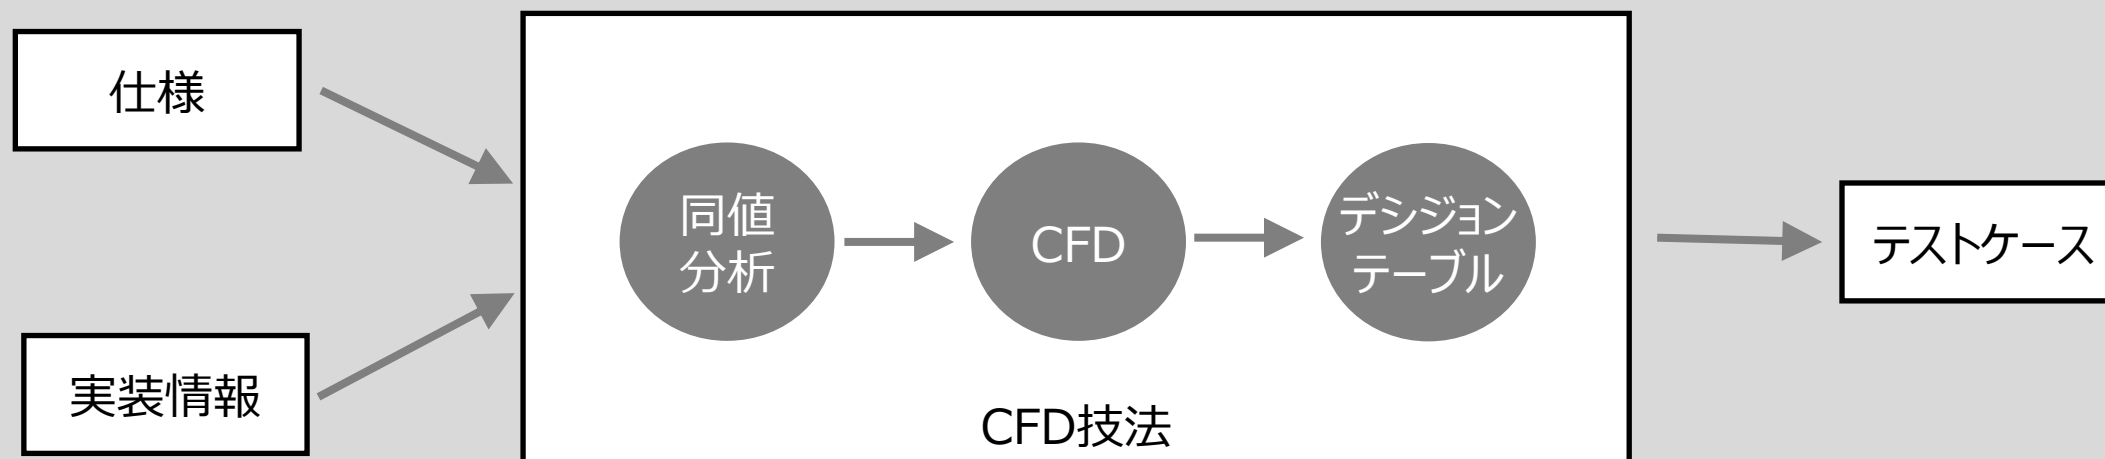 仕様
実装情報
同値
分析
CFD
デシジョン
テーブル
CFD技法
テストケース